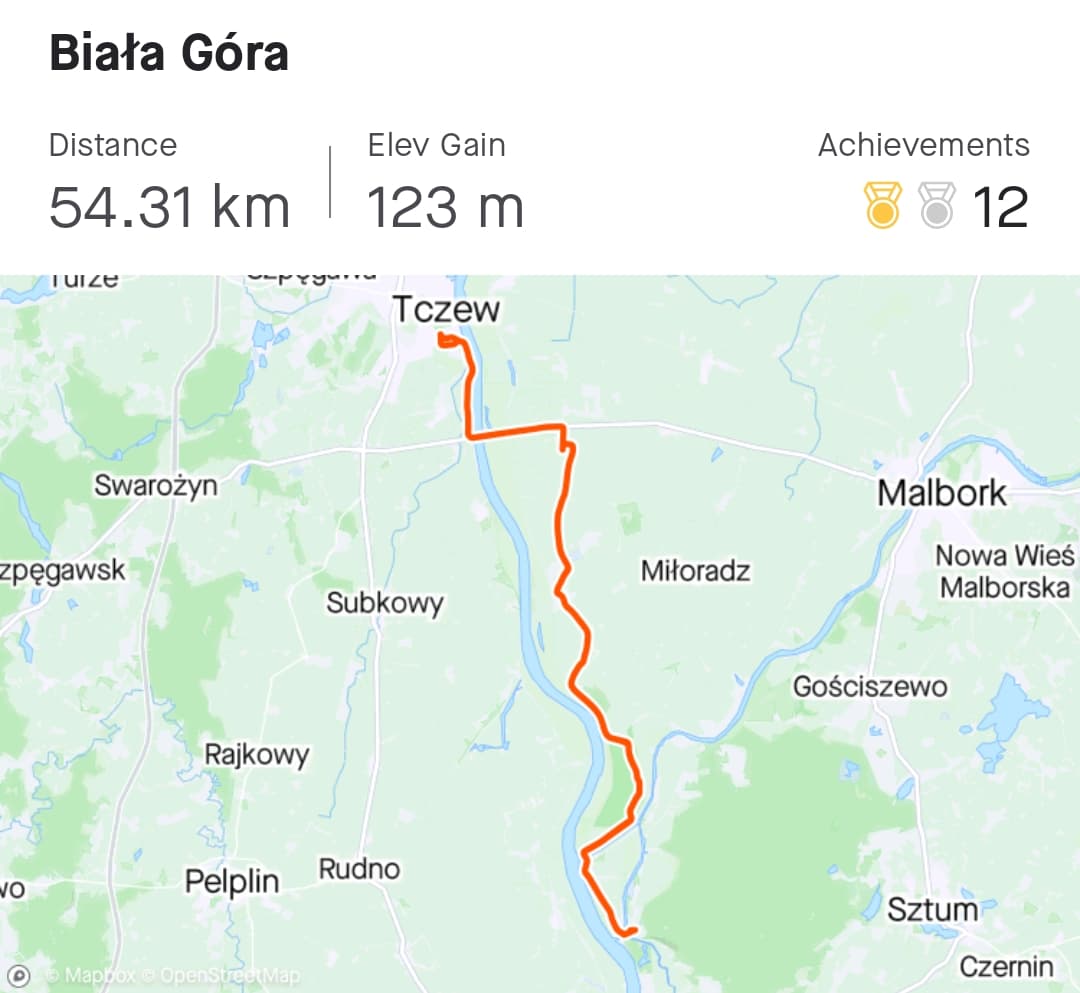 Biała Góra
Distance
Elev Gain
Achievements
54.31 km
123 m
12
Turze
Tczew
Swarożyn
Malbork
zpęgawsk
Miłoradz
Nowa Wieś
Malborska
Subkowy
Gościszewo
Rajkowy
Pelplin
Rudno
wo
Sztum
Czernin
© Mapbox © OpenStreetMap